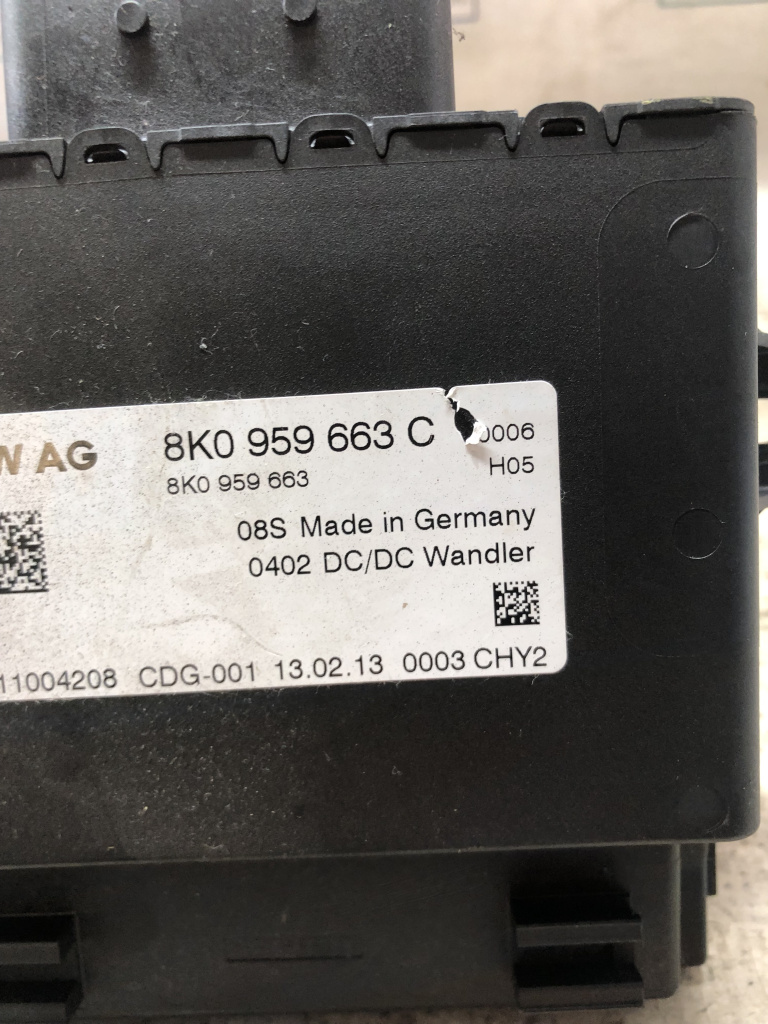 W AG
8K0 959 663 C 0006
8K0 959 663 H05
08S Made in Germany
0402 DC/DC Wandler
11004208 CDG-001 13.02.13 0003 CHY2